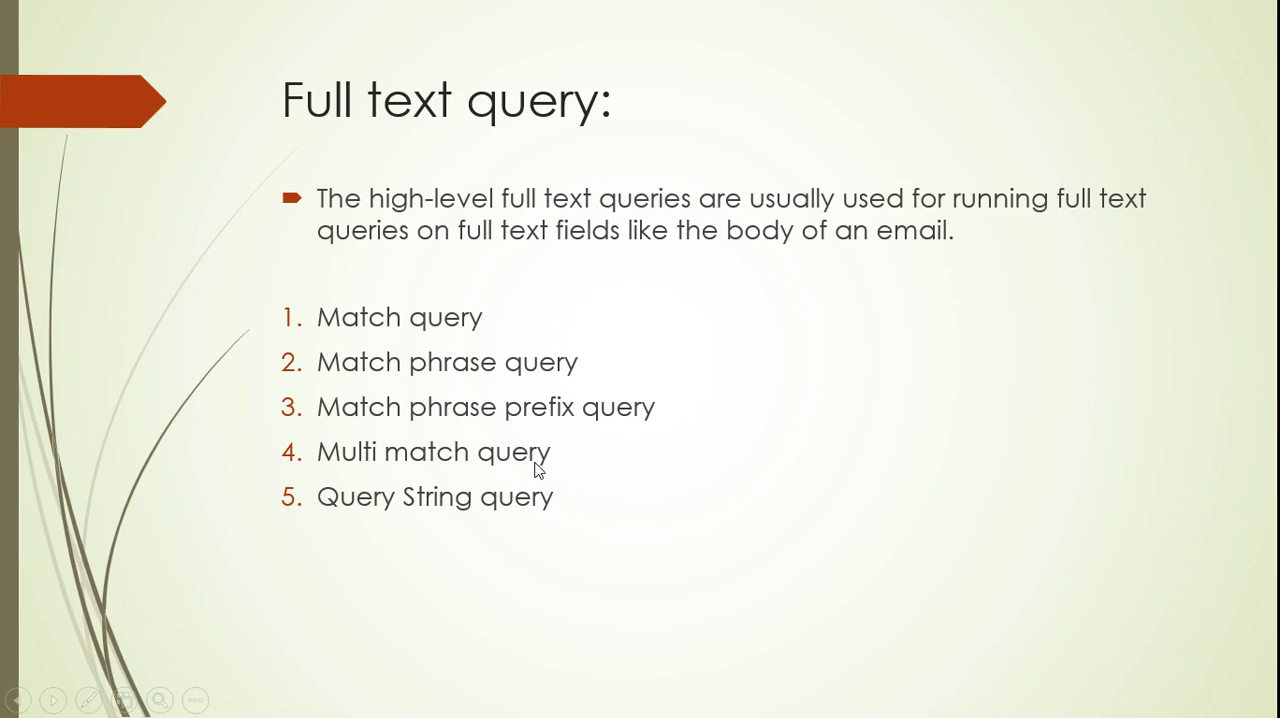 Full text query:
The high-level full text queries are usually used for running full text
queries on full text fields like the body of an email.
1. Match query
2. Match phrase query
3. Match phrase prefix query
4. Multi match query
5. Query String query